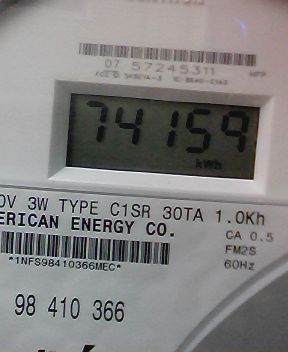 07 57245311
74159
kWh
0V 3W TYPE C1SR 30TA 1.0Kh
ERICAN ENERGY CO.
CA 0.5
FM2S
*1NFS98410366MEC*
60Hz
98 410 366